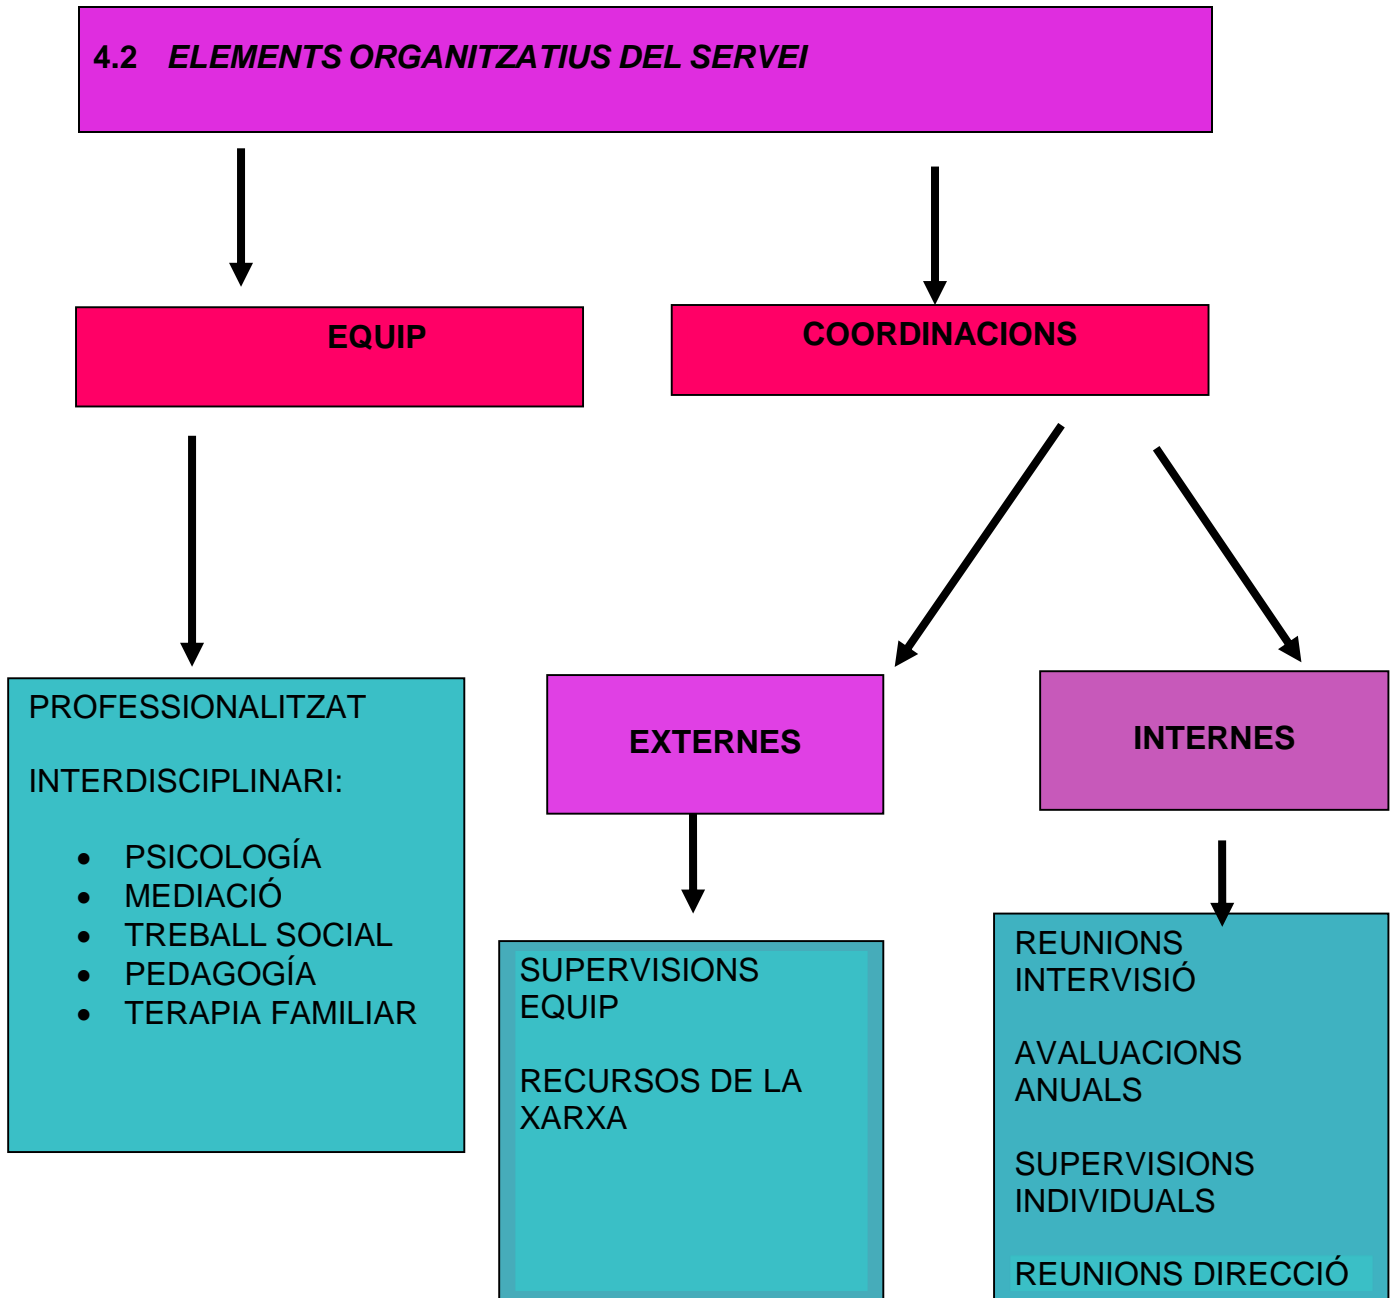 4.2 ELEMENTS ORGANITZATIUS DEL SERVEI
EQUIP
COORDINACIONS
PROFESSIONALITZAT
INTERDISCIPLINARI:
• PSICOLOGÍA
• MEDIACIÓ
• TREBALL SOCIAL
• PEDAGOGÍA
• TERAPIA FAMILIAR
EXTERNES
INTERNES
SUPERVISIONS
EQUIP
RECURSOS DE LA
XARXA
REUNIONS
INTERVISIÓ
AVALUACIONS
ANUALS
SUPERVISIONS
INDIVIDUALS
REUNIONS DIRECCIÓ